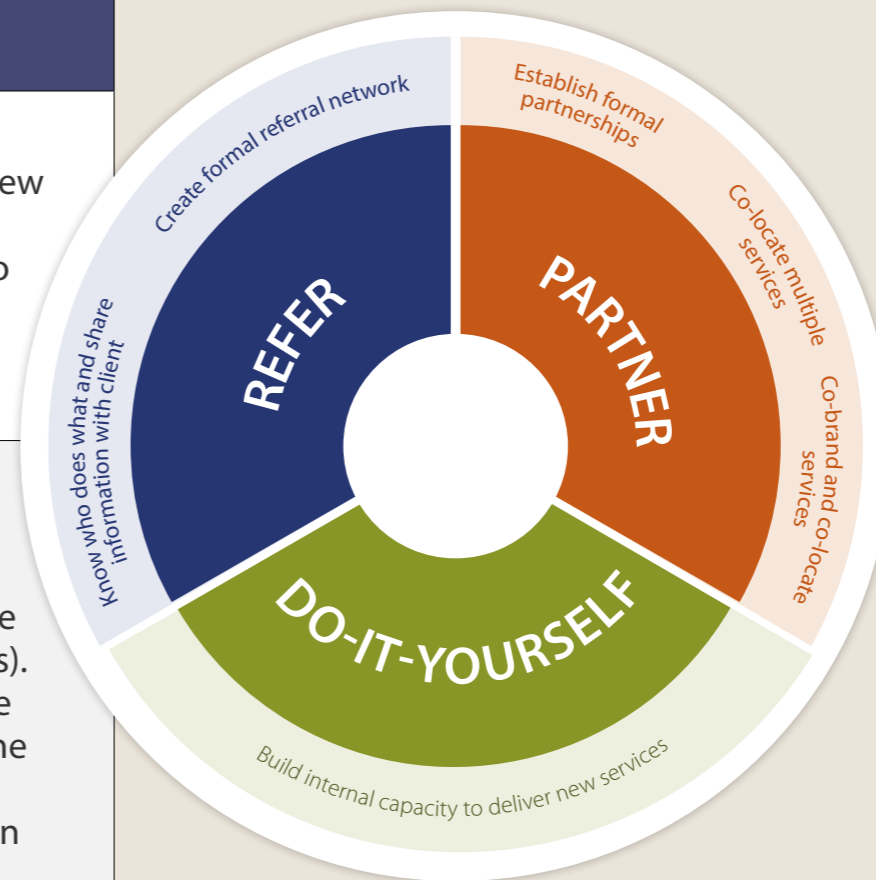 ew
o
e
s).
e
ne
n
REFER
Create formal referral network
Know who does what and share
information with client
PARTNER
Establish formal
partnerships
Co-locate multiple
services
Co-brand and co-locate
services
DO-IT-YOURSELF
Build internal capacity to deliver new services